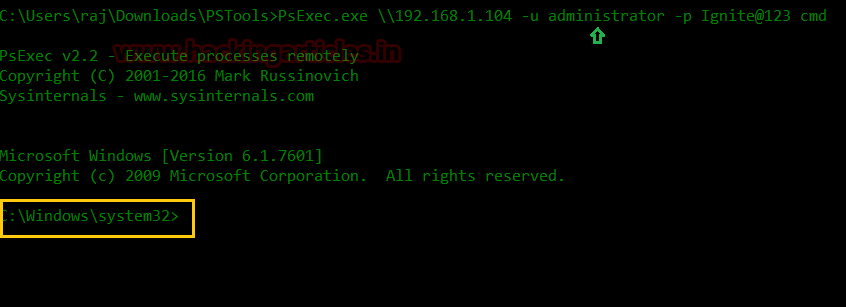 C:\Users\raj\Downloads\PSTools>PsExec.exe \\192.168.1.104 -u administrator -p Ignite@123 cmd
www.hackingarticles.in
PsExec v2.2 - Execute processes remotely
Copyright (C) 2001-2016 Mark Russinovich
Sysinternals - www.sysinternals.com
Microsoft Windows [Version 6.1.7601]
Copyright (c) 2009 Microsoft Corporation.  All rights reserved.
C:\Windows\system32>